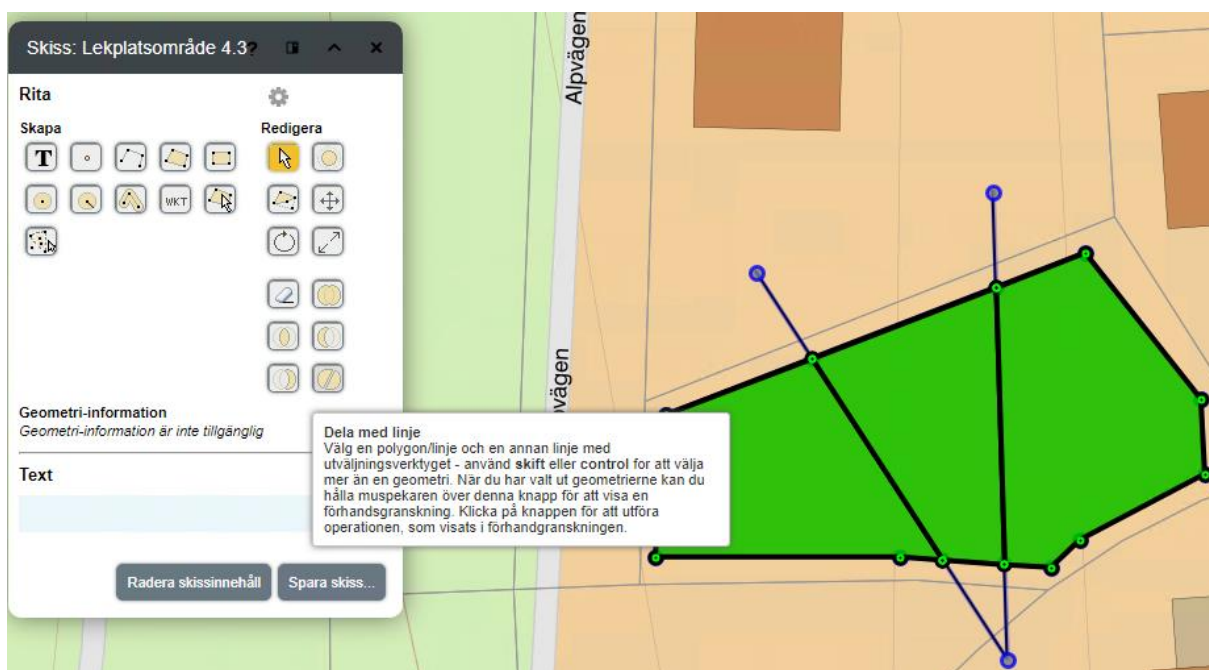 Skiss: Lekplatsområde 4.3?
Rita
Skapa
Redigera
T
WKT
Geometri-information
Geometri-information är inte tillgänglig
Text
Radera skissinnehåll
Spara skiss...
Dela med linje
Välg en polygon/linje och en annan linje med
utväljningsverktyget - använd skift eller control for att välja
mer än en geometri. När du har valt ut geometrierne kan du
hålla muspekaren över denna knapp för att visa en
förhandsgranskning. Klicka på knappen för att utföra
operationen, som visats i förhandgranskningen.
Alpvägen
vägen